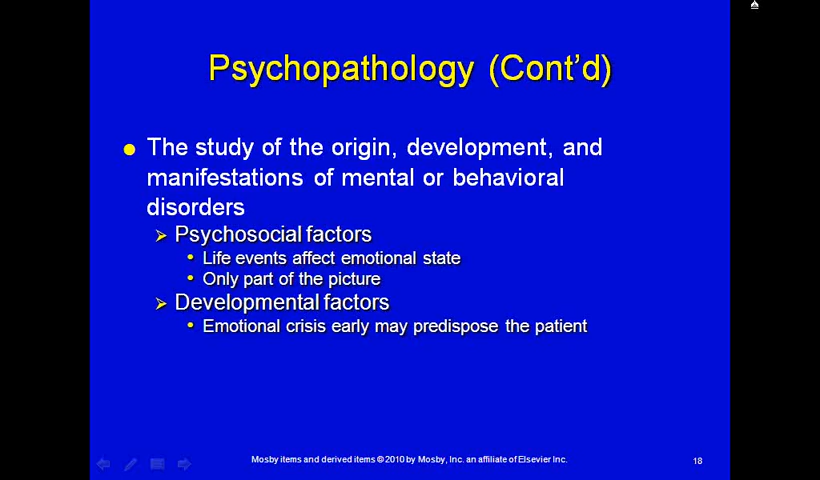 Psychopathology (Cont’d)
The study of the origin, development, and
manifestations of mental or behavioral
disorders
Psychosocial factors
Life events affect emotional state
Only part of the picture
Developmental factors
Emotional crisis early may predispose the patient
Mosby items and derived items © 2010 by Mosby, Inc. an affiliate of Elsevier Inc.
18